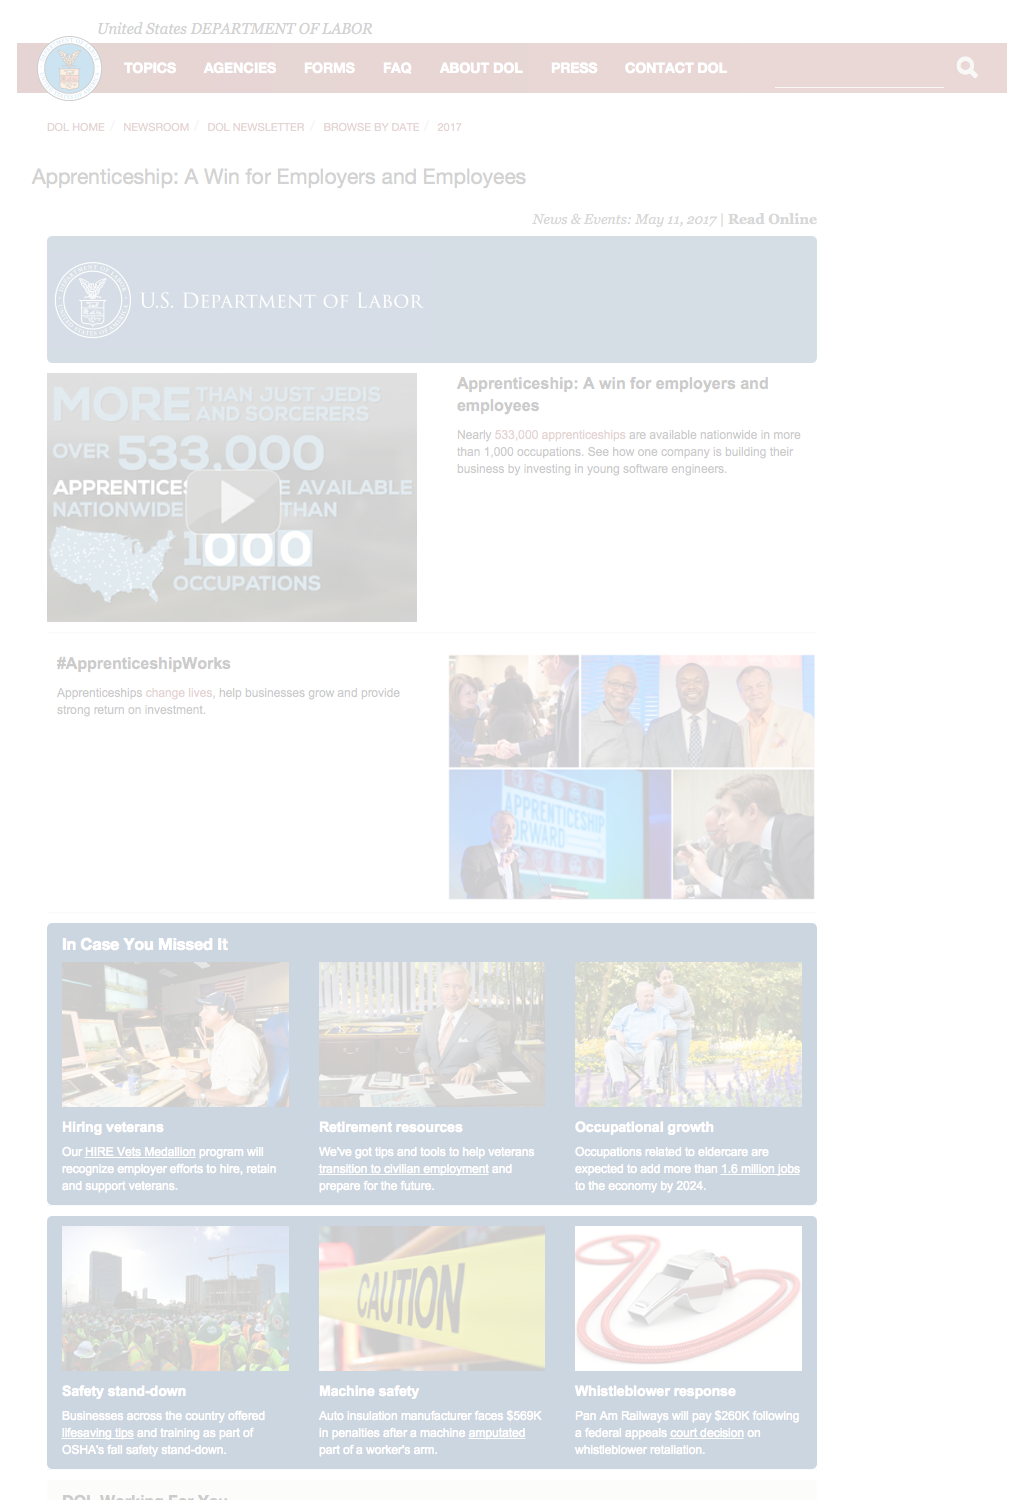 United States DEPARTMENT OF LABOR
TOPICS AGENCIES FORMS FAQ ABOUT DOL PRESS CONTACT DOL
DOL HOME / NEWSROOM / DOL NEWSLETTER / BROWSE BY DATE / 2017
Apprenticeship: A Win for Employers and Employees
News & Events: May 11, 2017 | Read Online
U.S. DEPARTMENT OF LABOR
MORE THAN JUST JEDIS
AND SORCERERS
OVER 533,000
AVAILABLE
NATIONWIDE THAN
1000
OCCUPATIONS
Apprenticeship: A win for employers and
employees
Nearly 533,000 apprenticeships are available nationwide in more
than 1,000 occupations. See how one company is building their
business by investing in young software engineers.
#ApprenticeshipWorks
Apprenticeships change lives, help businesses grow and provide
strong return on investment.
APPRENTICESHIP
In Case You Missed It
Hiring veterans
Our HIRE Vets Medallion program will
recognize employer efforts to hire, retain
and support veterans.
Retirement resources
We've got tips and tools to help veterans
transition to civilian employment and
prepare for the future.
Occupational growth
Occupations related to eldercare are
expected to add more than 1.6 million jobs
to the economy by 2024.
CAUTION
Safety stand-down
Businesses across the country offered
lifesaving tips and training as part of
OSHA's fall safety stand-down.
Machine safety
Auto insulation manufacturer faces $569K
in penalties after a machine amputated
part of a worker's arm.
Whistleblower response
Pan Am Railways will pay $260K following
a federal appeals court decision on
whistleblower retaliation.
DOL Working For You